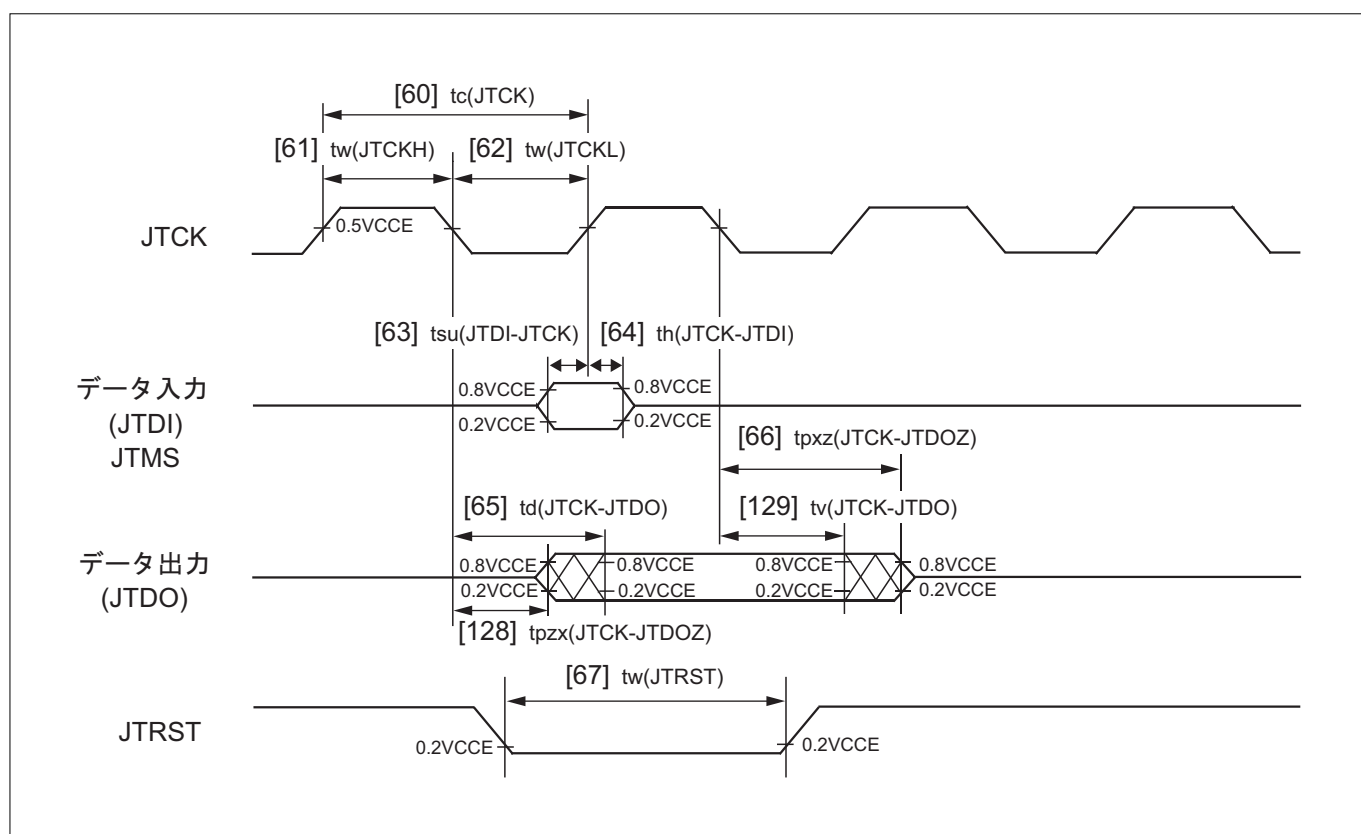 [60] tc(JTCK)
[61] tw(JTCKH) [62] tw(JTCKL)
JTCK
0.5VCCE
[63] tsu(JTDI-JTCK) [64] th(JTCK-JTDI)
データ入力
(JTDI)
JTMS
0.8VCCE 0.8VCCE
0.2VCCE 0.2VCCE
[66] tpxz(JTCK-JTDOZ)
[65] td(JTCK-JTDO) [129] tv(JTCK-JTDO)
データ出力
(JTDO)
0.8VCCE 0.8VCCE 0.8VCCE 0.8VCCE
0.2VCCE 0.2VCCE 0.2VCCE 0.2VCCE
[128] tpzx(JTCK-JTDOZ)
[67] tw(JTRST)
JTRST
0.2VCCE 0.2VCCE